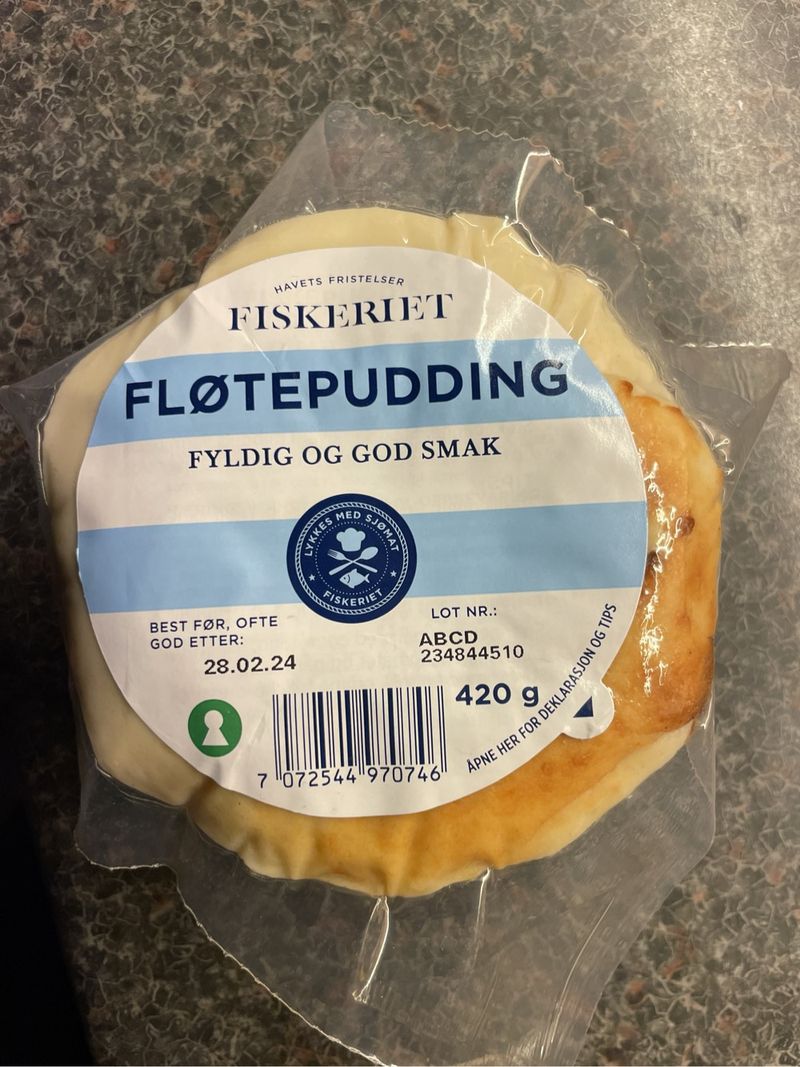 HAVETS FRISTELSER
FISKERIET
FLØTEPUDDING
FYLDIG OG GOD SMAK
LYKKES MED SJØMAT
FISKERIET
BEST FØR, OFTE
GOD ETTER:
28.02.24
LOT NR.:
ABCD
234844510
420 g
ÅPNE HER FOR DEKLARASJON OG TIPS
7 072544 970746